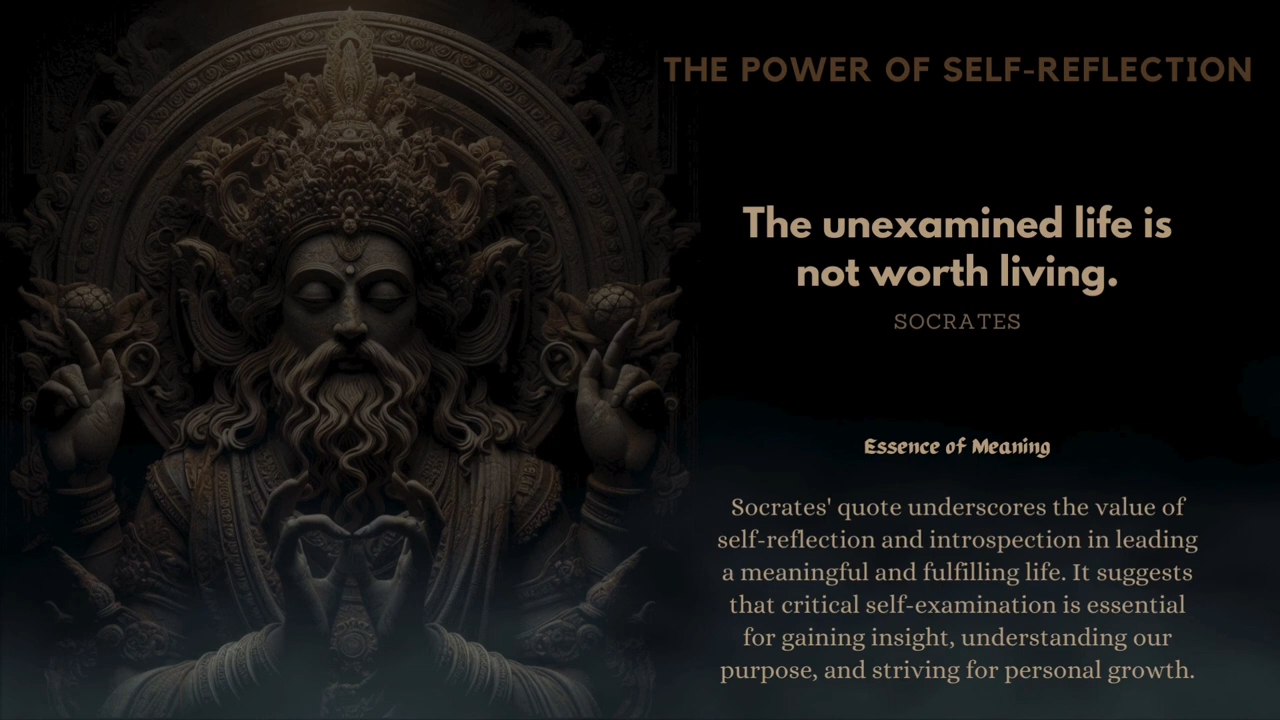 THE POWER OF SELF-REFLECTION
The unexamined life is
not worth living.
SOCRATES
Essence of Meaning
Socrates' quote underscores the value of
self-reflection and introspection in leading
a meaningful and fulfilling life. It suggests
that critical self-examination is essential
for gaining insight, understanding our
purpose, and striving for personal growth.